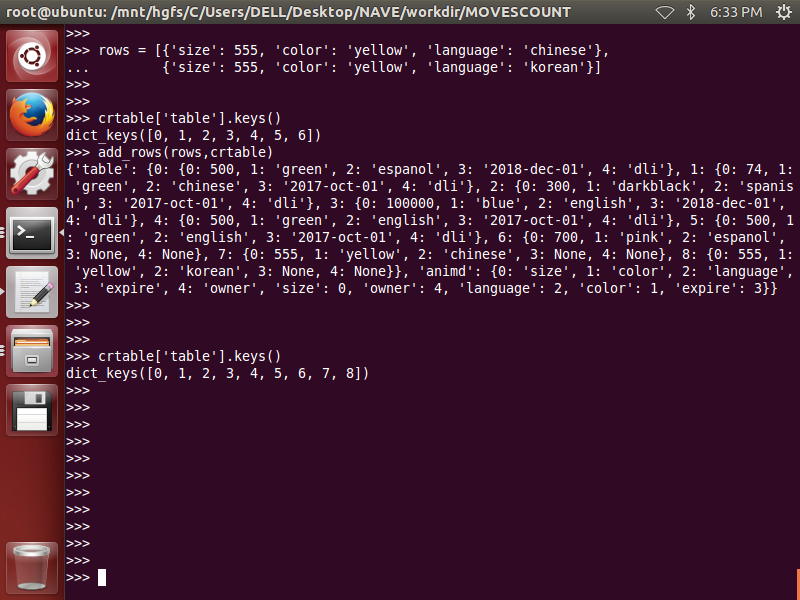 root@ubuntu: /mnt/hgfs/C/Users/DELL/Desktop/NAVE/workdir/MOVESCOUNT 6:33 PM
>>>
>>> rows = [{'size': 555, 'color': 'yellow', 'language': 'chinese'},
...         {'size': 555, 'color': 'yellow', 'language': 'korean'}]
>>>
>>>
>>> crtable['table'].keys()
dict_keys([0, 1, 2, 3, 4, 5, 6])
>>> add_rows(rows,crtable)
{'table': {0: {0: 500, 1: 'green', 2: 'espanol', 3: '2018-dec-01', 4: 'dli'}, 1: {0: 74, 1:
 'green', 2: 'chinese', 3: '2017-oct-01', 4: 'dli'}, 2: {0: 300, 1: 'darkblack', 2: 'spanis
h', 3: '2017-oct-01', 4: 'dli'}, 3: {0: 100000, 1: 'blue', 2: 'english', 3: '2018-dec-01',
4: 'dli'}, 4: {0: 500, 1: 'green', 2: 'english', 3: '2017-oct-01', 4: 'dli'}, 5: {0: 500, 1
: 'green', 2: 'english', 3: '2017-oct-01', 4: 'dli'}, 6: {0: 700, 1: 'pink', 2: 'espanol',
3: None, 4: None}, 7: {0: 555, 1: 'yellow', 2: 'chinese', 3: None, 4: None}, 8: {0: 555, 1:
 'yellow', 2: 'korean', 3: None, 4: None}}, 'animd': {0: 'size', 1: 'color', 2: 'language',
 3: 'expire', 4: 'owner', 'size': 0, 'owner': 4, 'language': 2, 'color': 1, 'expire': 3}}
>>>
>>>
>>>
>>> crtable['table'].keys()
dict_keys([0, 1, 2, 3, 4, 5, 6, 7, 8])
>>>
>>>
>>>
>>>
>>>
>>>
>>>
>>>
>>>
>>>
>>>
>>>